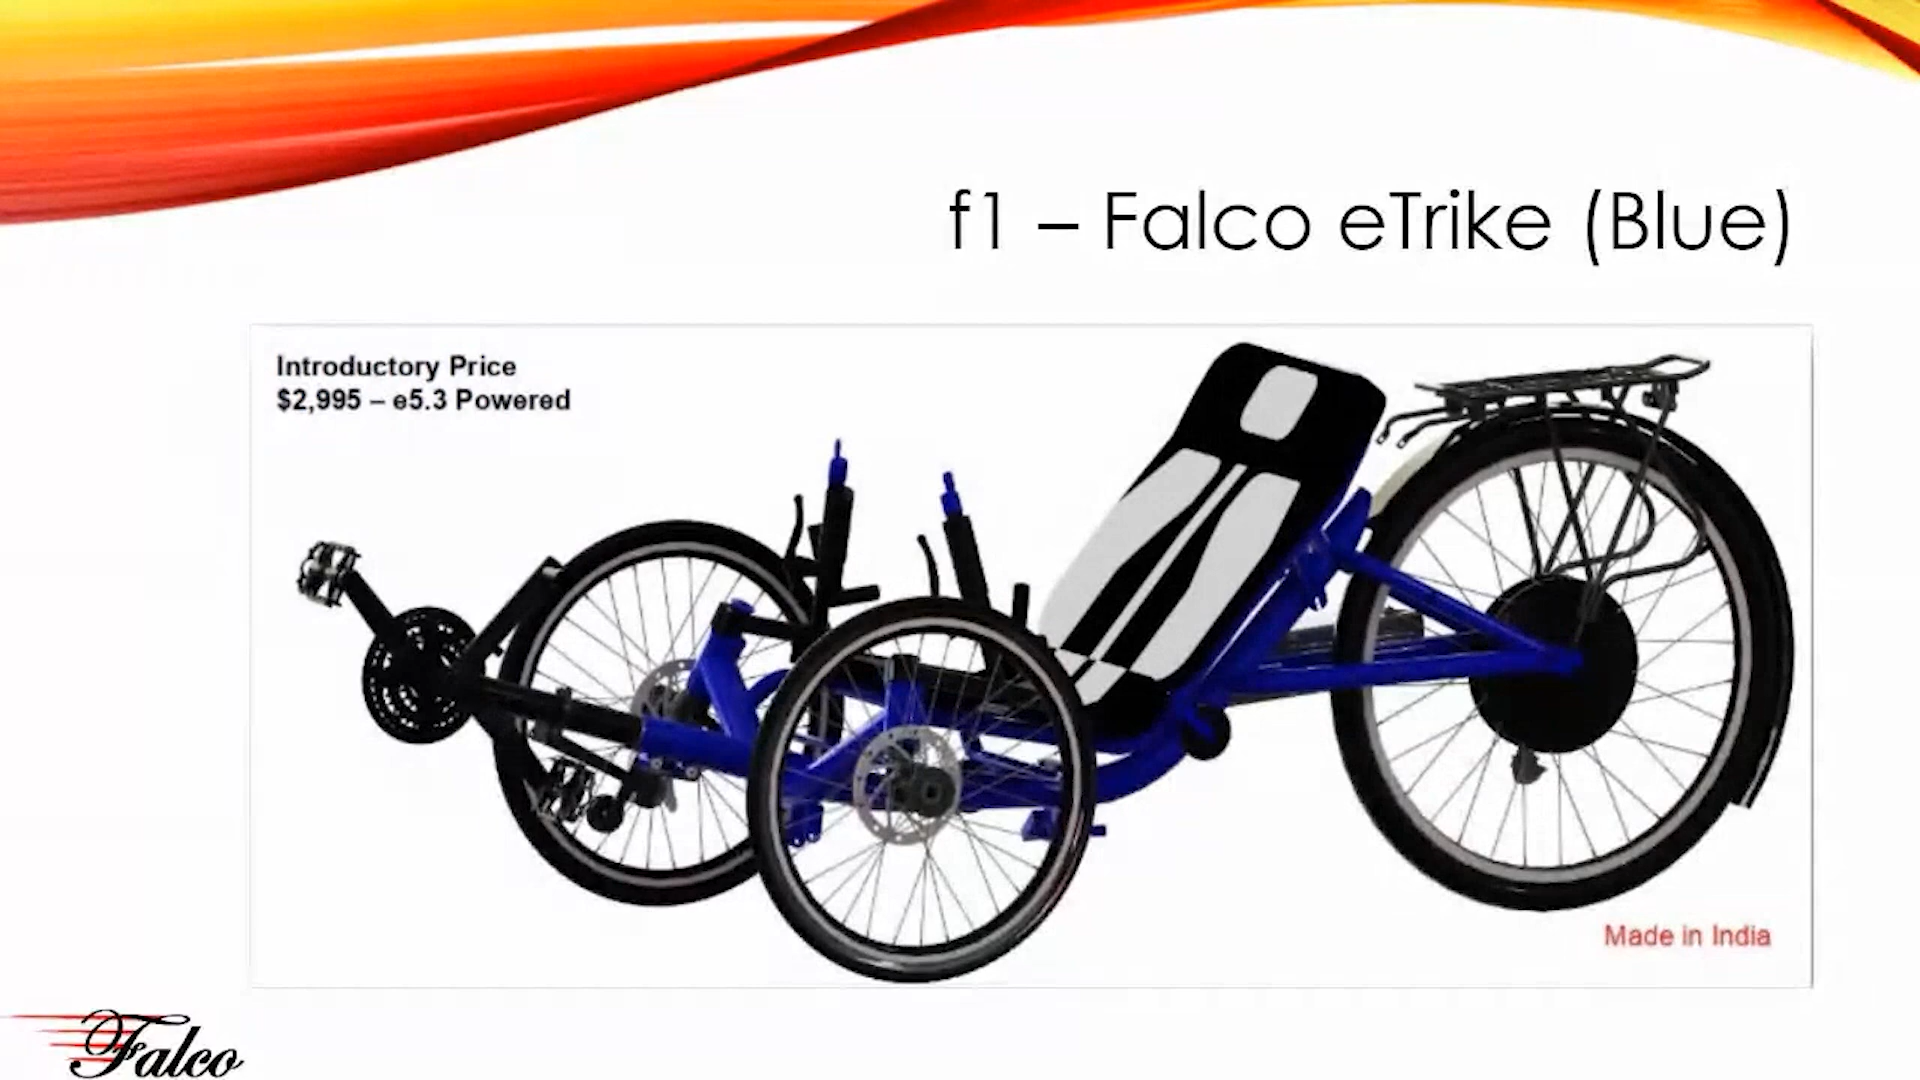 f1 – Falco eTrike (Blue)
Introductory Price
$2,995 – e5.3 Powered
Made in India
Falco